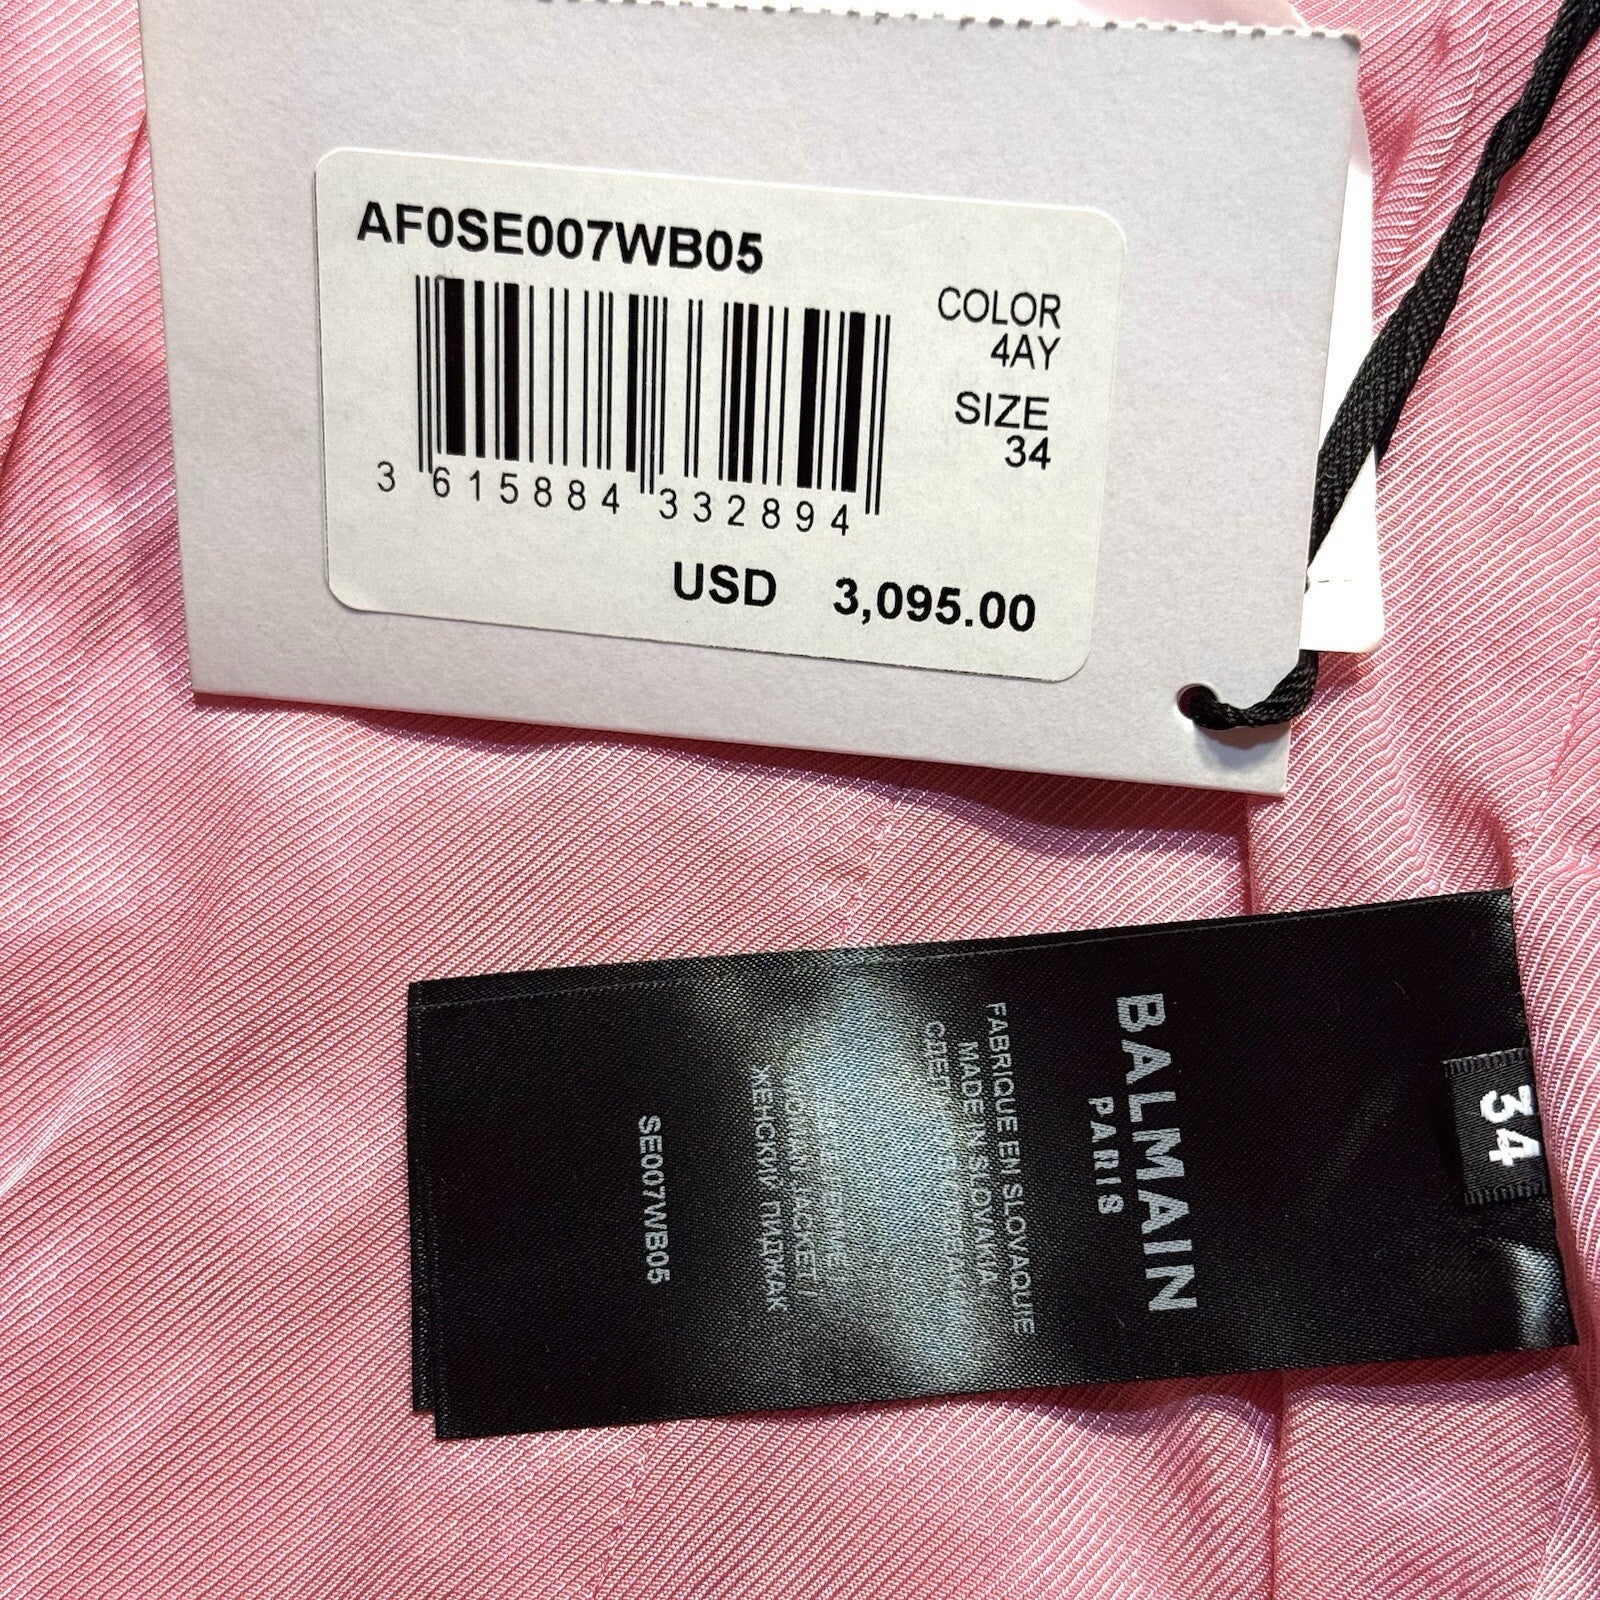 AF0SE007WB05
COLOR
4AY
SIZE
34
3 615884 332894
USD 3,095.00
34
BALMAIN
PARIS
FABRIQUE EN SLOVAQUIE
MADE IN SLOVAKIA
JACKET /
ЖЕНСКИЙ ПИДЖАК
SE007WB05